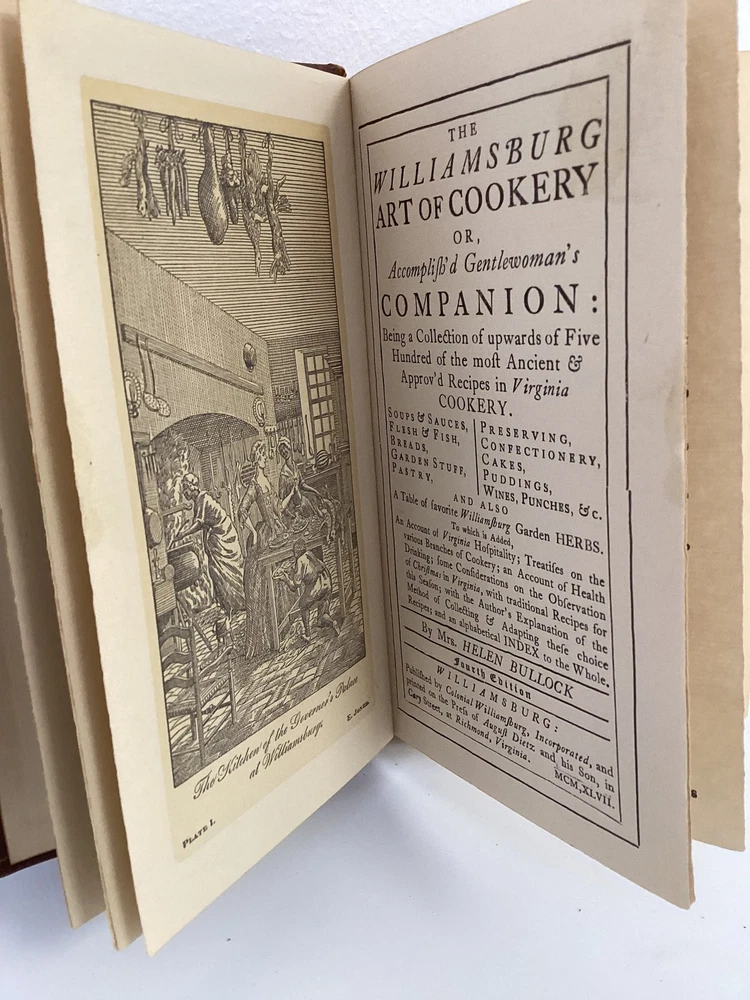 The Kitchen of the Governor's Palace
at Williamsburg.
E. Jones
PLATE I.
THE
WILLIAMSBURG
ART OF COOKERY
OR,
Accompliſh'd Gentlewoman's
COMPANION:
Being a Collection of upwards of Five
Hundred of the moſt Ancient &
Approv'd Recipes in Virginia
COOKERY.
SOUPS & SAUCES,
FLESH & FISH,
BREADS,
GARDEN STUFF,
PASTRY,
PRESERVING,
CONFECTIONERY,
CAKES,
PUDDINGS,
WINES, PUNCHES, &c.
AND ALSO
A Table of favorite Williamſburg Garden HERBS.
To which is Added,
An Account of Virginia Hoſpitality; Treatiſes on the
various Branches of Cookery; an Account of Health
Drinking; ſome Conſiderations on the Obſervation
of Chriſtmas in Virginia, with traditional Recipes for
this Seaſon; with the Author's Explanation of the
Method of Collecting & Adapting theſe choice
Recipes; and an alphabetical INDEX to the Whole.
By Mrs. HELEN BULLOCK
Fourth Edition
WILLIAMSBURG:
Publiſhed by Colonial Williamſburg, Incorporated, and
printed on the Preſs of Auguſt Dietz and his Son, in
Cary Street, at Richmond, Virginia.
MCM,XLVII.